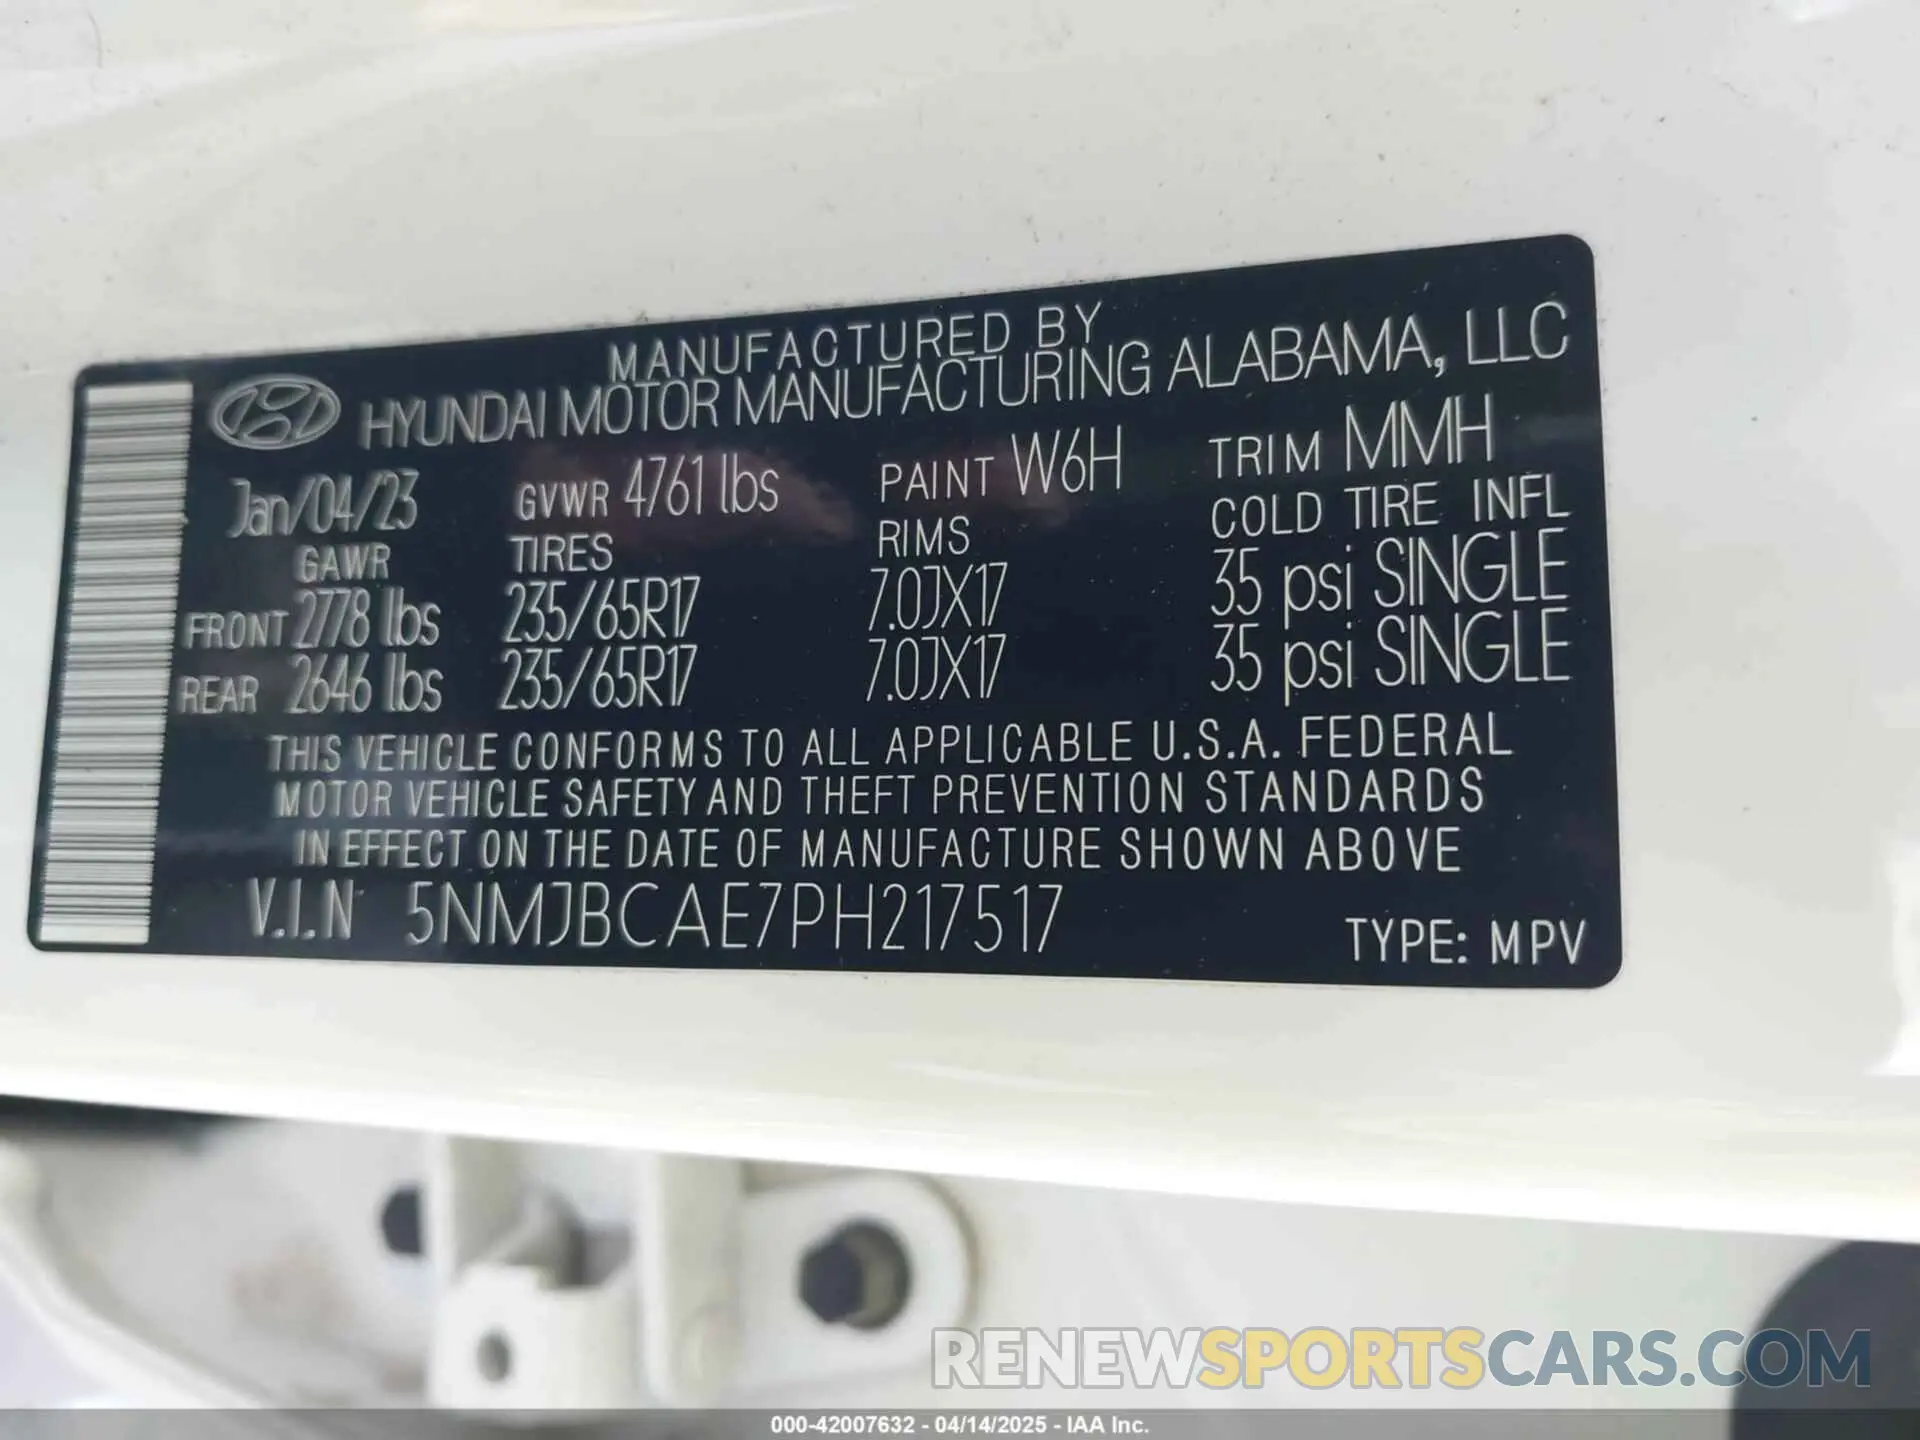 MANUFACTURED BY
HYUNDAI MOTOR MANUFACTURING ALABAMA, LLC
Jan/04/23 GVWR 4761 lbs PAINT W6H TRIM MMH
GAWR TIRES RIMS COLD TIRE INFL
FRONT 2778 lbs 235/65R17 7.0JX17 35 psi SINGLE
REAR 2646 lbs 235/65R17 7.0JX17 35 psi SINGLE
THIS VEHICLE CONFORMS TO ALL APPLICABLE U.S.A. FEDERAL
MOTOR VEHICLE SAFETY AND THEFT PREVENTION STANDARDS
IN EFFECT ON THE DATE OF MANUFACTURE SHOWN ABOVE
V.I.N 5NMJBCAE7PH217517
TYPE: MPV
RENEWSPORTSCARS.COM
000-42007632 - 04/14/2025 - IAA Inc.